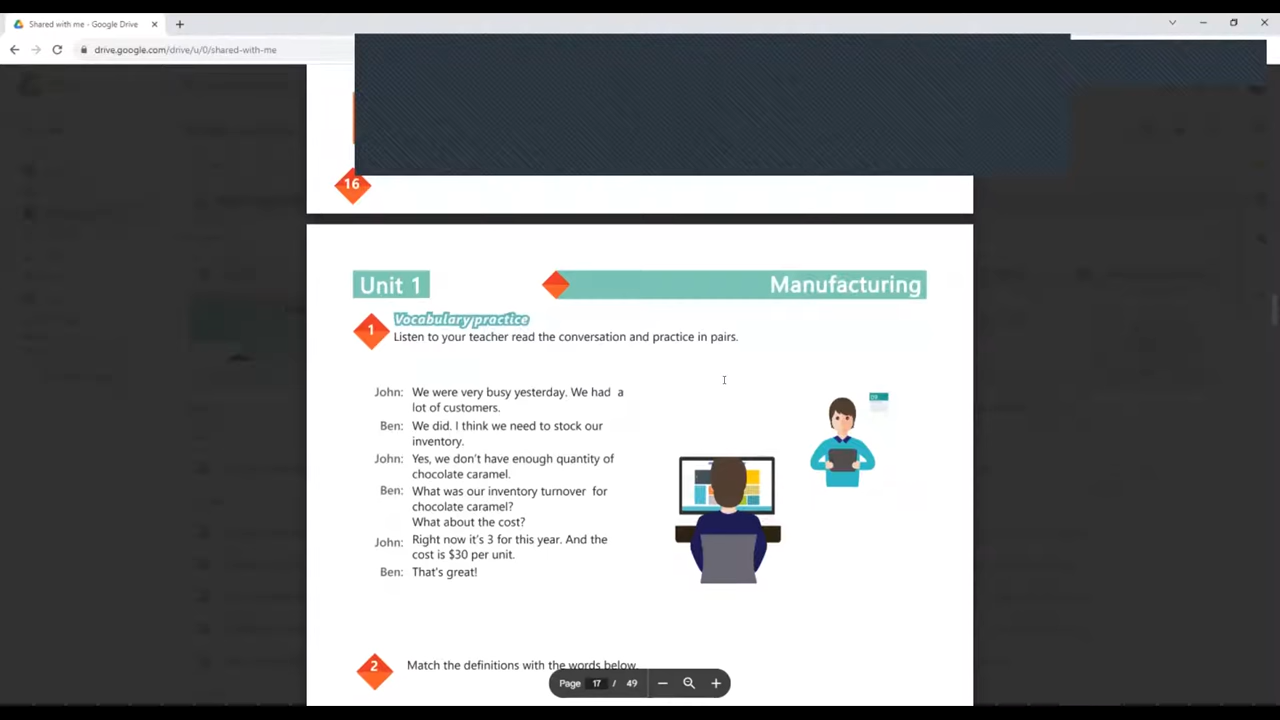 Shared with me - Google Drive
drive.google.com/drive/u/0/shared-with-me
16
Unit 1
Manufacturing
1
Vocabulary practice
Listen to your teacher read the conversation and practice in pairs.
John: We were very busy yesterday. We had a
lot of customers.
Ben: We did. I think we need to stock our
inventory.
John: Yes, we don't have enough quantity of
chocolate caramel.
Ben: What was our inventory turnover for
chocolate caramel?
What about the cost?
John: Right now it's 3 for this year. And the
cost is $30 per unit.
Ben: That's great!
2
Match the definitions with the words below.
Page 17 / 49